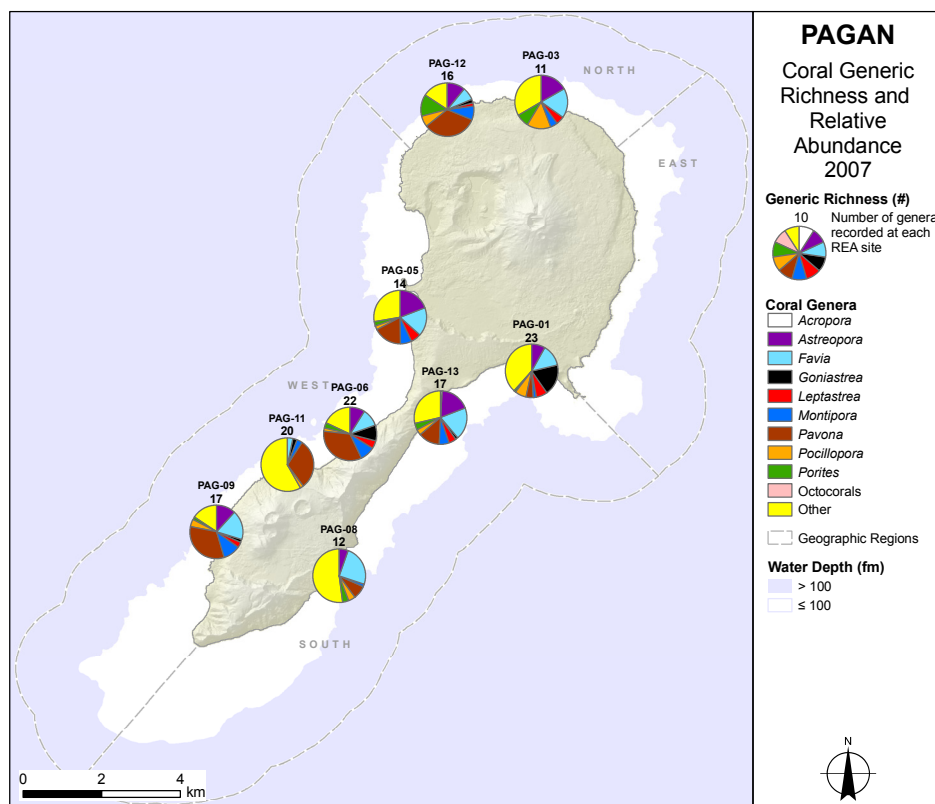 PAGAN
Coral Generic
Richness and
Relative
Abundance
2007
Generic Richness (#)
10
Number of genera
recorded at each
REA site
Coral Genera
Acropora
Astreopora
Favia
Goniastrea
Leptastrea
Montipora
Pavona
Pocillopora
Porites
Octocorals
Other
Geographic Regions
Water Depth (fm)
> 100
≤ 100
N
PAG-12
16
PAG-03
11
NORTH
EAST
PAG-05
14
PAG-01
23
WEST
PAG-06
22
PAG-13
17
PAG-11
20
PAG-09
17
PAG-08
12
SOUTH
0 2 4
km